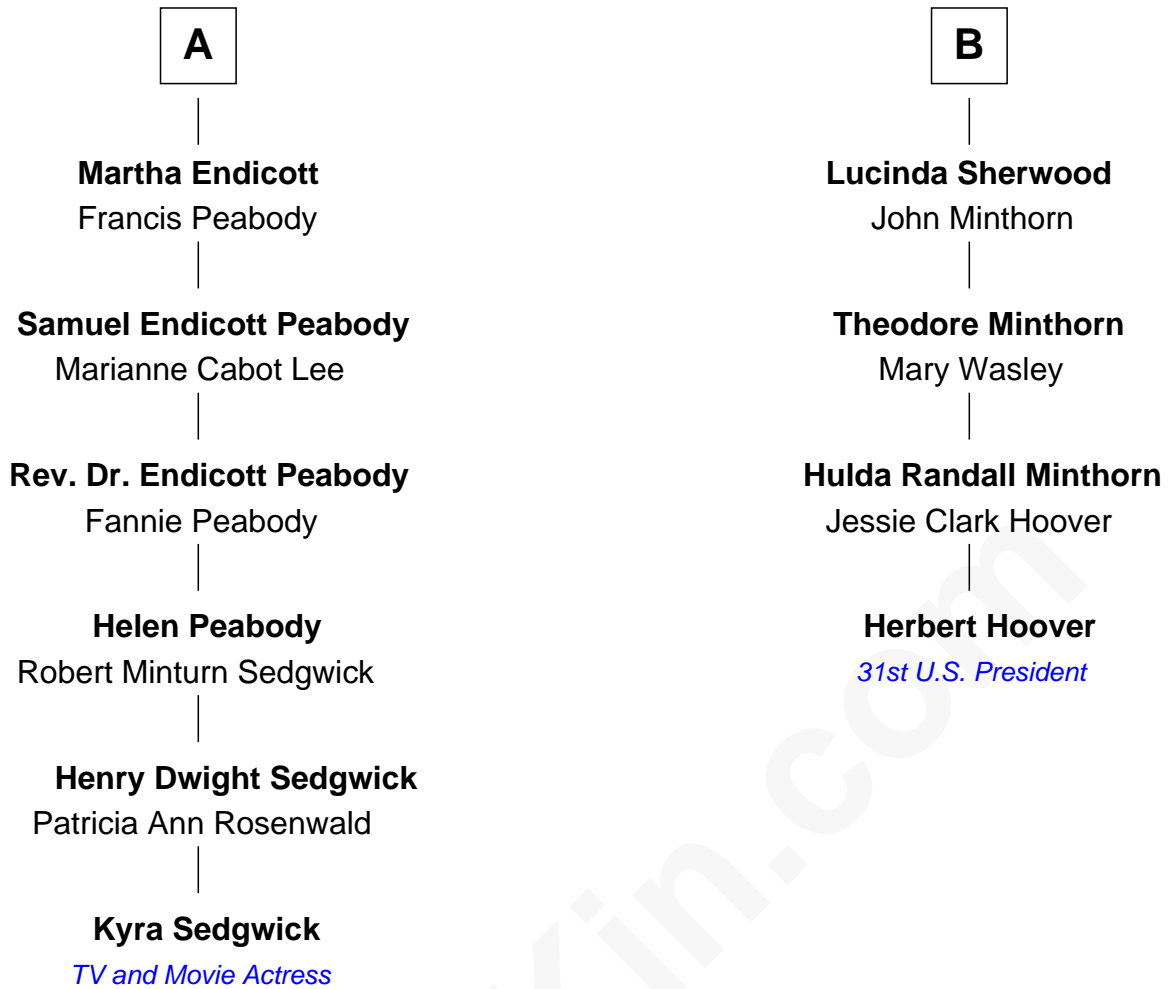 A
Martha Endicott
Francis Peabody
Samuel Endicott Peabody
Marianne Cabot Lee
Rev. Dr. Endicott Peabody
Fannie Peabody
Helen Peabody
Robert Minturn Sedgwick
Henry Dwight Sedgwick
Patricia Ann Rosenwald
Kyra Sedgwick
TV and Movie Actress
B
Lucinda Sherwood
John Minthorn
Theodore Minthorn
Mary Wasley
Hulda Randall Minthorn
Jessie Clark Hoover
Herbert Hoover
31st U.S. President